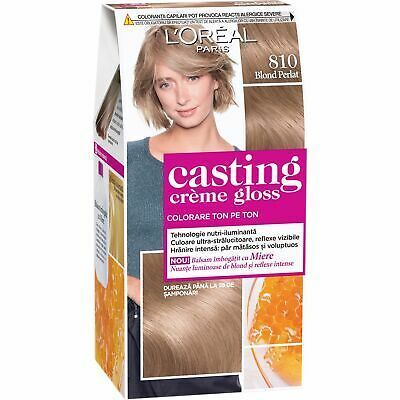 COLORANȚII CAPILARI POT PROVOCA REACȚII ALERGICE SEVERE
L'ORÉAL
PARIS
810
Blond Perlat
casting
crème gloss
COLORARE TON PE TON
Tehnologie nutri-iluminantă
Culoare ultra-strălucitoare, reflexe vizibile
Hrănire intensă: păr mătăsos și voluptuos
NOU! Balsam îmbogățit cu Miere
Nuanțe luminoase de blond și reflexe intense
DUREAZĂ PÂNĂ LA 28 DE
ȘAMPONĂRI